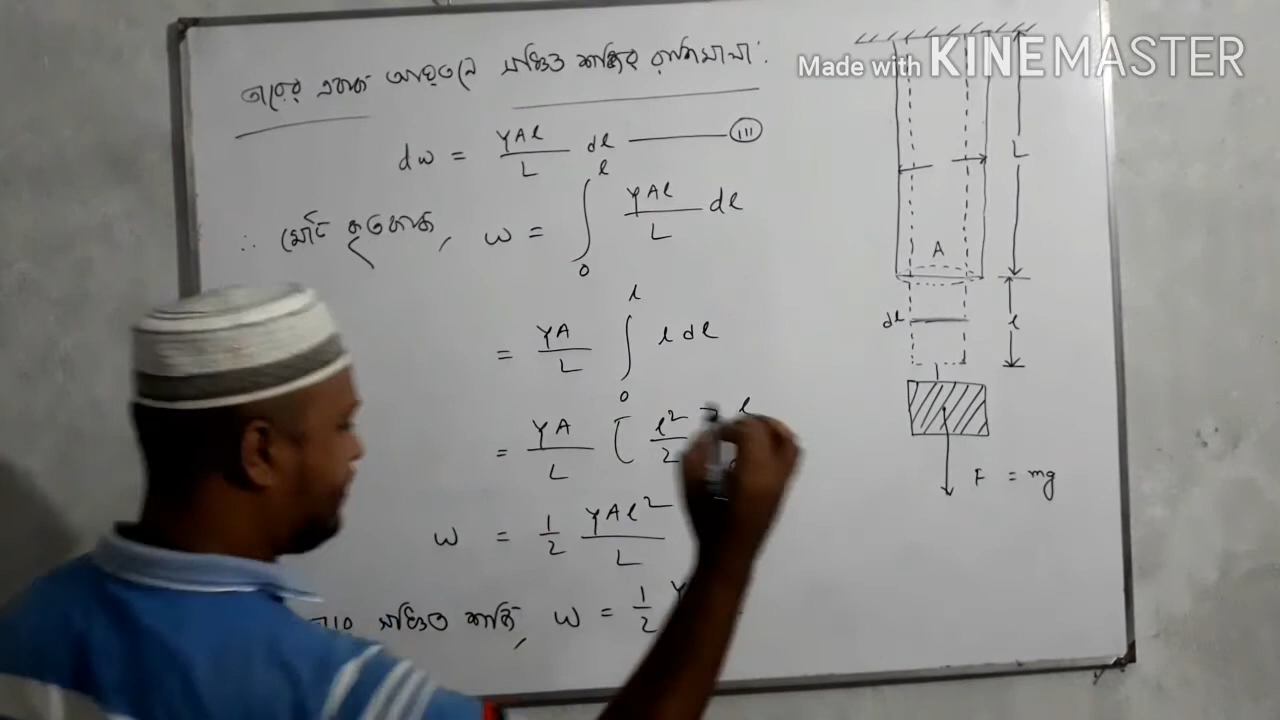 Made with KINEMASTER
তারের একক আয়তনে সঞ্চিত শক্তির রাশিমালা :
dw = YAl / L dl ——— (III)
∴ মোট কৃতকাজ, w = ∫₀ˡ YAl / L dl
= YA / L ∫₀ˡ l dl
= YA / L [ l² / 2 ]ˡ
w = 1/2 YAl² / L
সঞ্চিত শক্তি, w = 1/2 Y
L
A
dl
l
F = mg